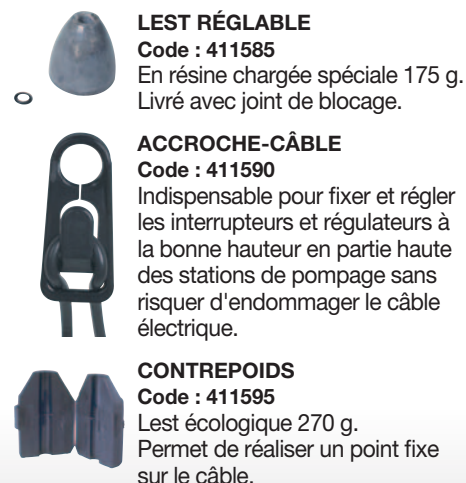 LEST RÉGLABLE
Code : 411585
En résine chargée spéciale 175 g.
Livré avec joint de blocage.
ACCROCHE-CÂBLE
Code : 411590
Indispensable pour fixer et régler
les interrupteurs et régulateurs à
la bonne hauteur en partie haute
des stations de pompage sans
risquer d'endommager le câble
électrique.
CONTREPOIDS
Code : 411595
Lest écologique 270 g.
Permet de réaliser un point fixe
sur le câble.